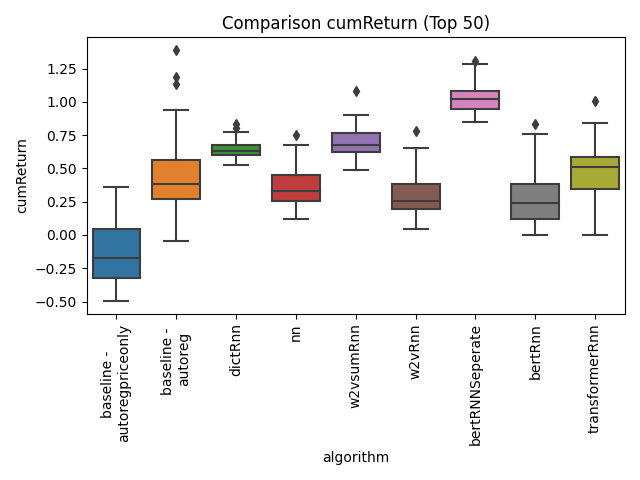 Comparison cumReturn (Top 50)
cumReturn
1.25
1.00
0.75
0.50
0.25
0.00
−0.25
−0.50
baseline -
autoregpriceonly
baseline -
autoreg
dictRnn
nn
w2vsumRnn
w2vRnn
bertRNNSeperate
bertRnn
transformerRnn
algorithm